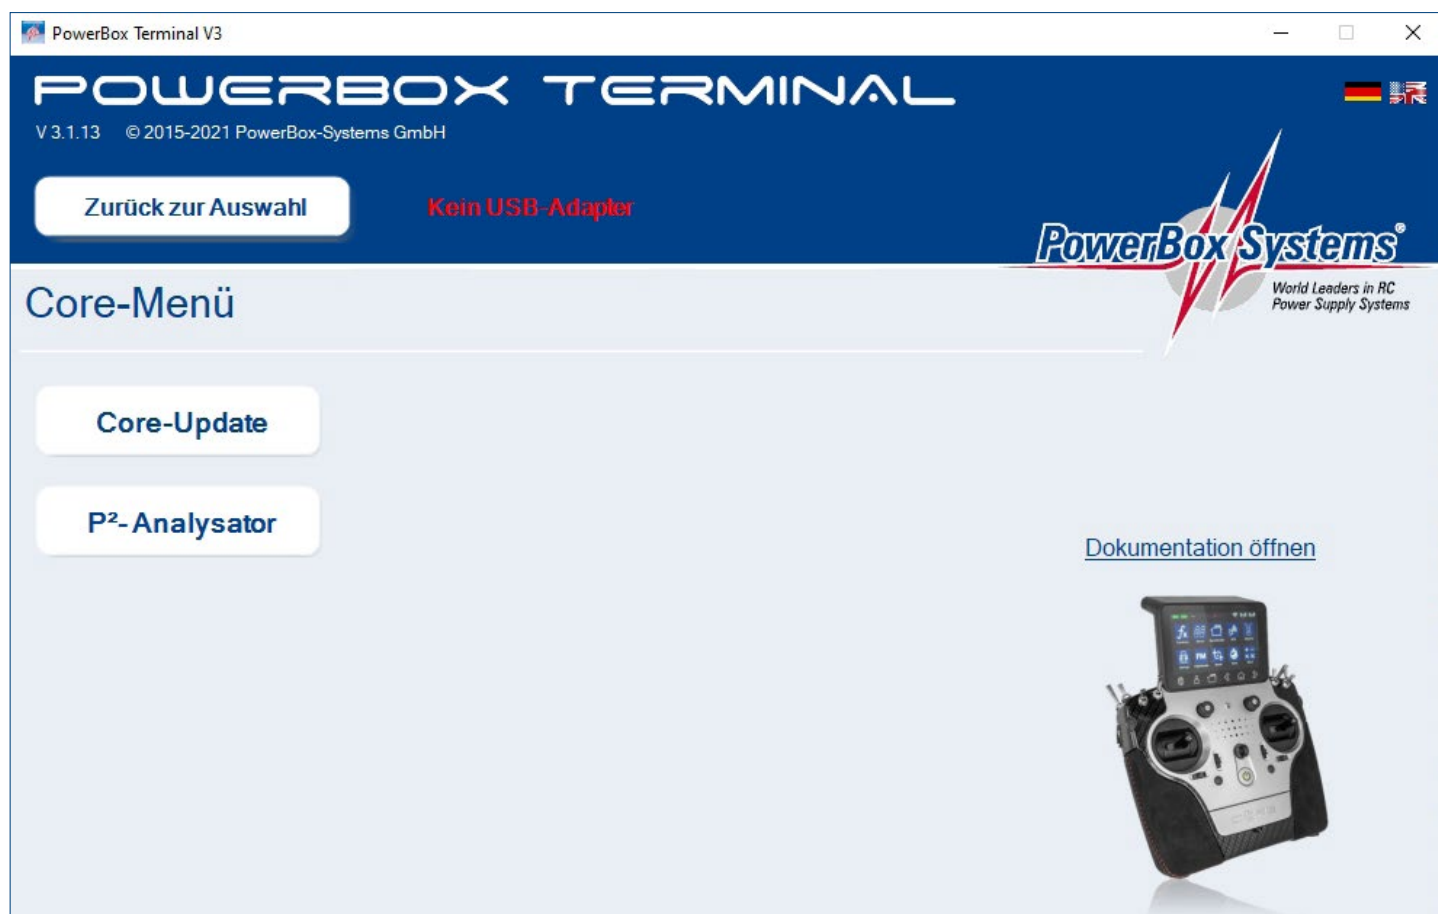 PowerBox Terminal V3
POWERBOX TERMINAL
V 3.1.13 © 2015-2021 PowerBox-Systems GmbH
Zurück zur Auswahl
Kein USB-Adapter
PowerBox Systems®
World Leaders in RC
Power Supply Systems
Core-Menü
Core-Update
P²-Analysator
Dokumentation öffnen